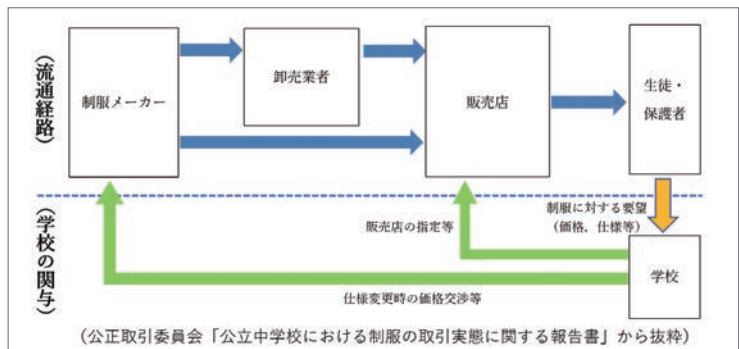 （流通経路）
制服メーカー
卸売業者
販売店
生徒・
保護者
（学校の関与）
販売店の指定等
制服に対する要望
（価格、仕様等）
学校
仕様変更時の価格交渉等
（公正取引委員会「公立中学校における制服の取引実態に関する報告書」から抜粋）